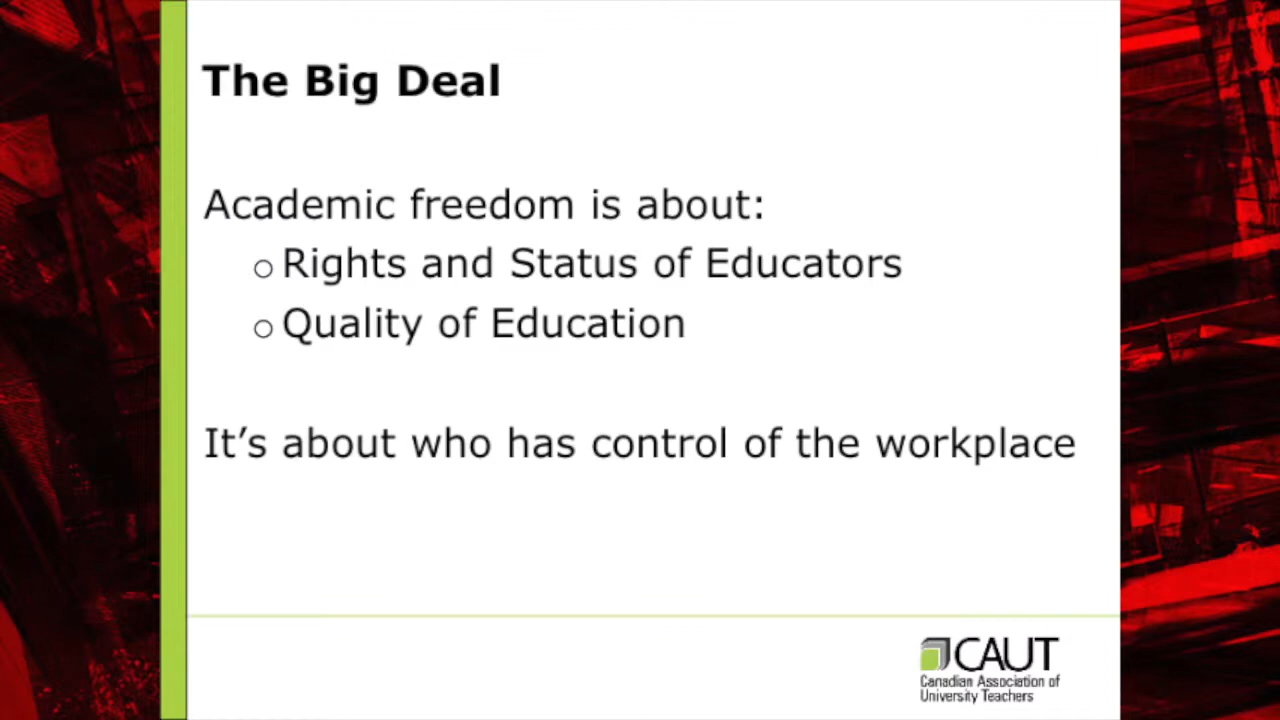 The Big Deal
Academic freedom is about:
o Rights and Status of Educators
o Quality of Education
It’s about who has control of the workplace
CAUT
Canadian Association of
University Teachers